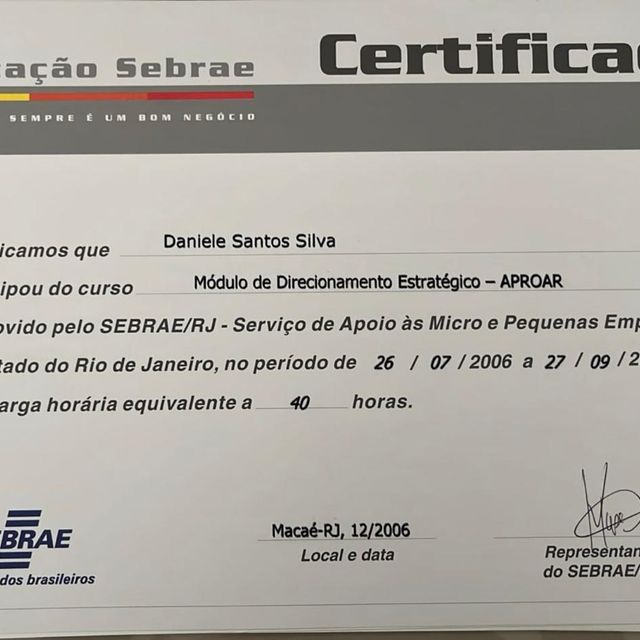 ação Sebrae
Certifica
SEMPRE É UM BOM NEGÓCIO
icamos que Daniele Santos Silva
ipou do curso Módulo de Direcionamento Estratégico – APROAR
ovido pelo SEBRAE/RJ - Serviço de Apoio às Micro e Pequenas Emp
tado do Rio de Janeiro, no período de 26 / 07 / 2006 a 27 / 09 / 2
arga horária equivalente a 40 horas.
BRAE
dos brasileiros
Macaé-RJ, 12/2006
Local e data
Representan
do SEBRAE/